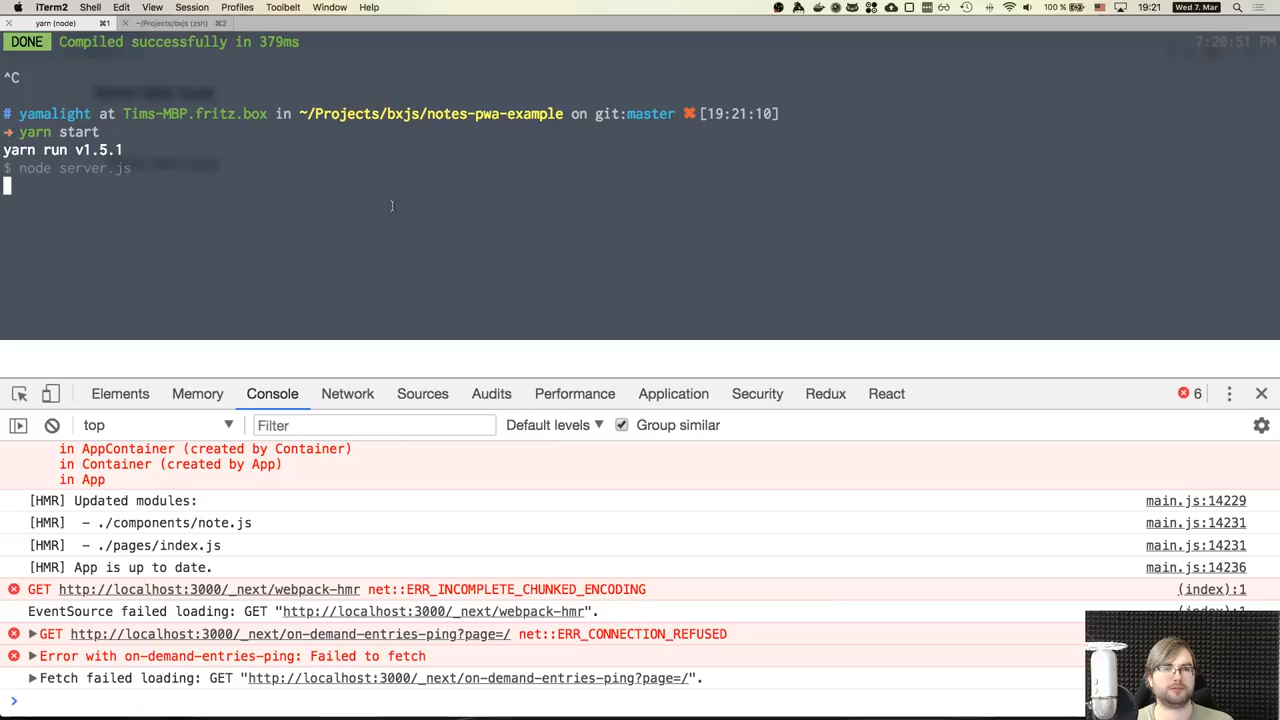 iTerm2 Shell Edit View Session Profiles Toolbelt Window Help 100 % 19:21 Wed 7. Mar
yarn (node) ⌘1 ~/Projects/bxjs (zsh) ⌘2
DONE Compiled successfully in 379ms 7:20:51 PM
^C
# yamalight at Tims-MBP.fritz.box in ~/Projects/bxjs/notes-pwa-example on git:master ✖ [19:21:10]
→ yarn start
yarn run v1.5.1
$ node server.js
Elements Memory Console Network Sources Audits Performance Application Security Redux React 6
top Filter Default levels Group similar
in AppContainer (created by Container)
in Container (created by App)
in App
[HMR] Updated modules: main.js:14229
[HMR] - ./components/note.js main.js:14231
[HMR] - ./pages/index.js main.js:14231
[HMR] App is up to date. main.js:14236
GET http://localhost:3000/_next/webpack-hmr net::ERR_INCOMPLETE_CHUNKED_ENCODING (index):1
EventSource failed loading: GET "http://localhost:3000/_next/webpack-hmr". (index):1
GET http://localhost:3000/_next/on-demand-entries-ping?page=/ net::ERR_CONNECTION_REFUSED
Error with on-demand-entries-ping: Failed to fetch
Fetch failed loading: GET "http://localhost:3000/_next/on-demand-entries-ping?page=/".